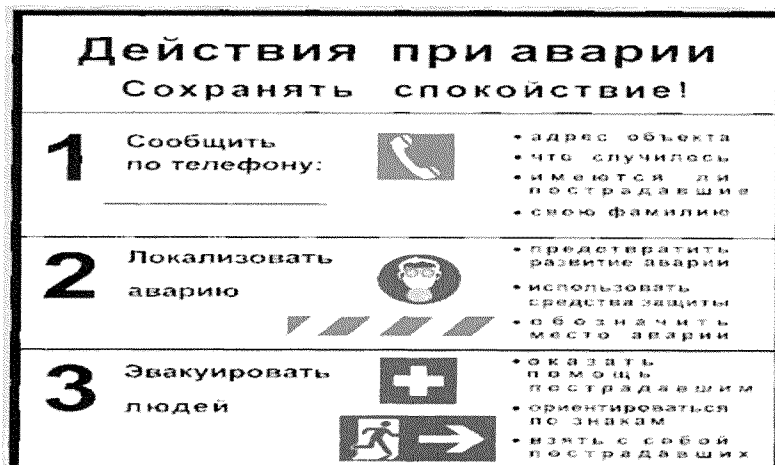 Действия при аварии
Сохранять спокойствие!
1
Сообщить
по телефону:
• адрес объекта
• что случилось
• имеются ли
пострадавшие
• свою фамилию
2
Локализовать
аварию
• предотвратить
развитие аварии
• использовать
средства защиты
• обозначить
место аварии
3
Эвакуировать
людей
• оказать
помощь
пострадавшим
• ориентироваться
по знакам
• взять с собой
пострадавших